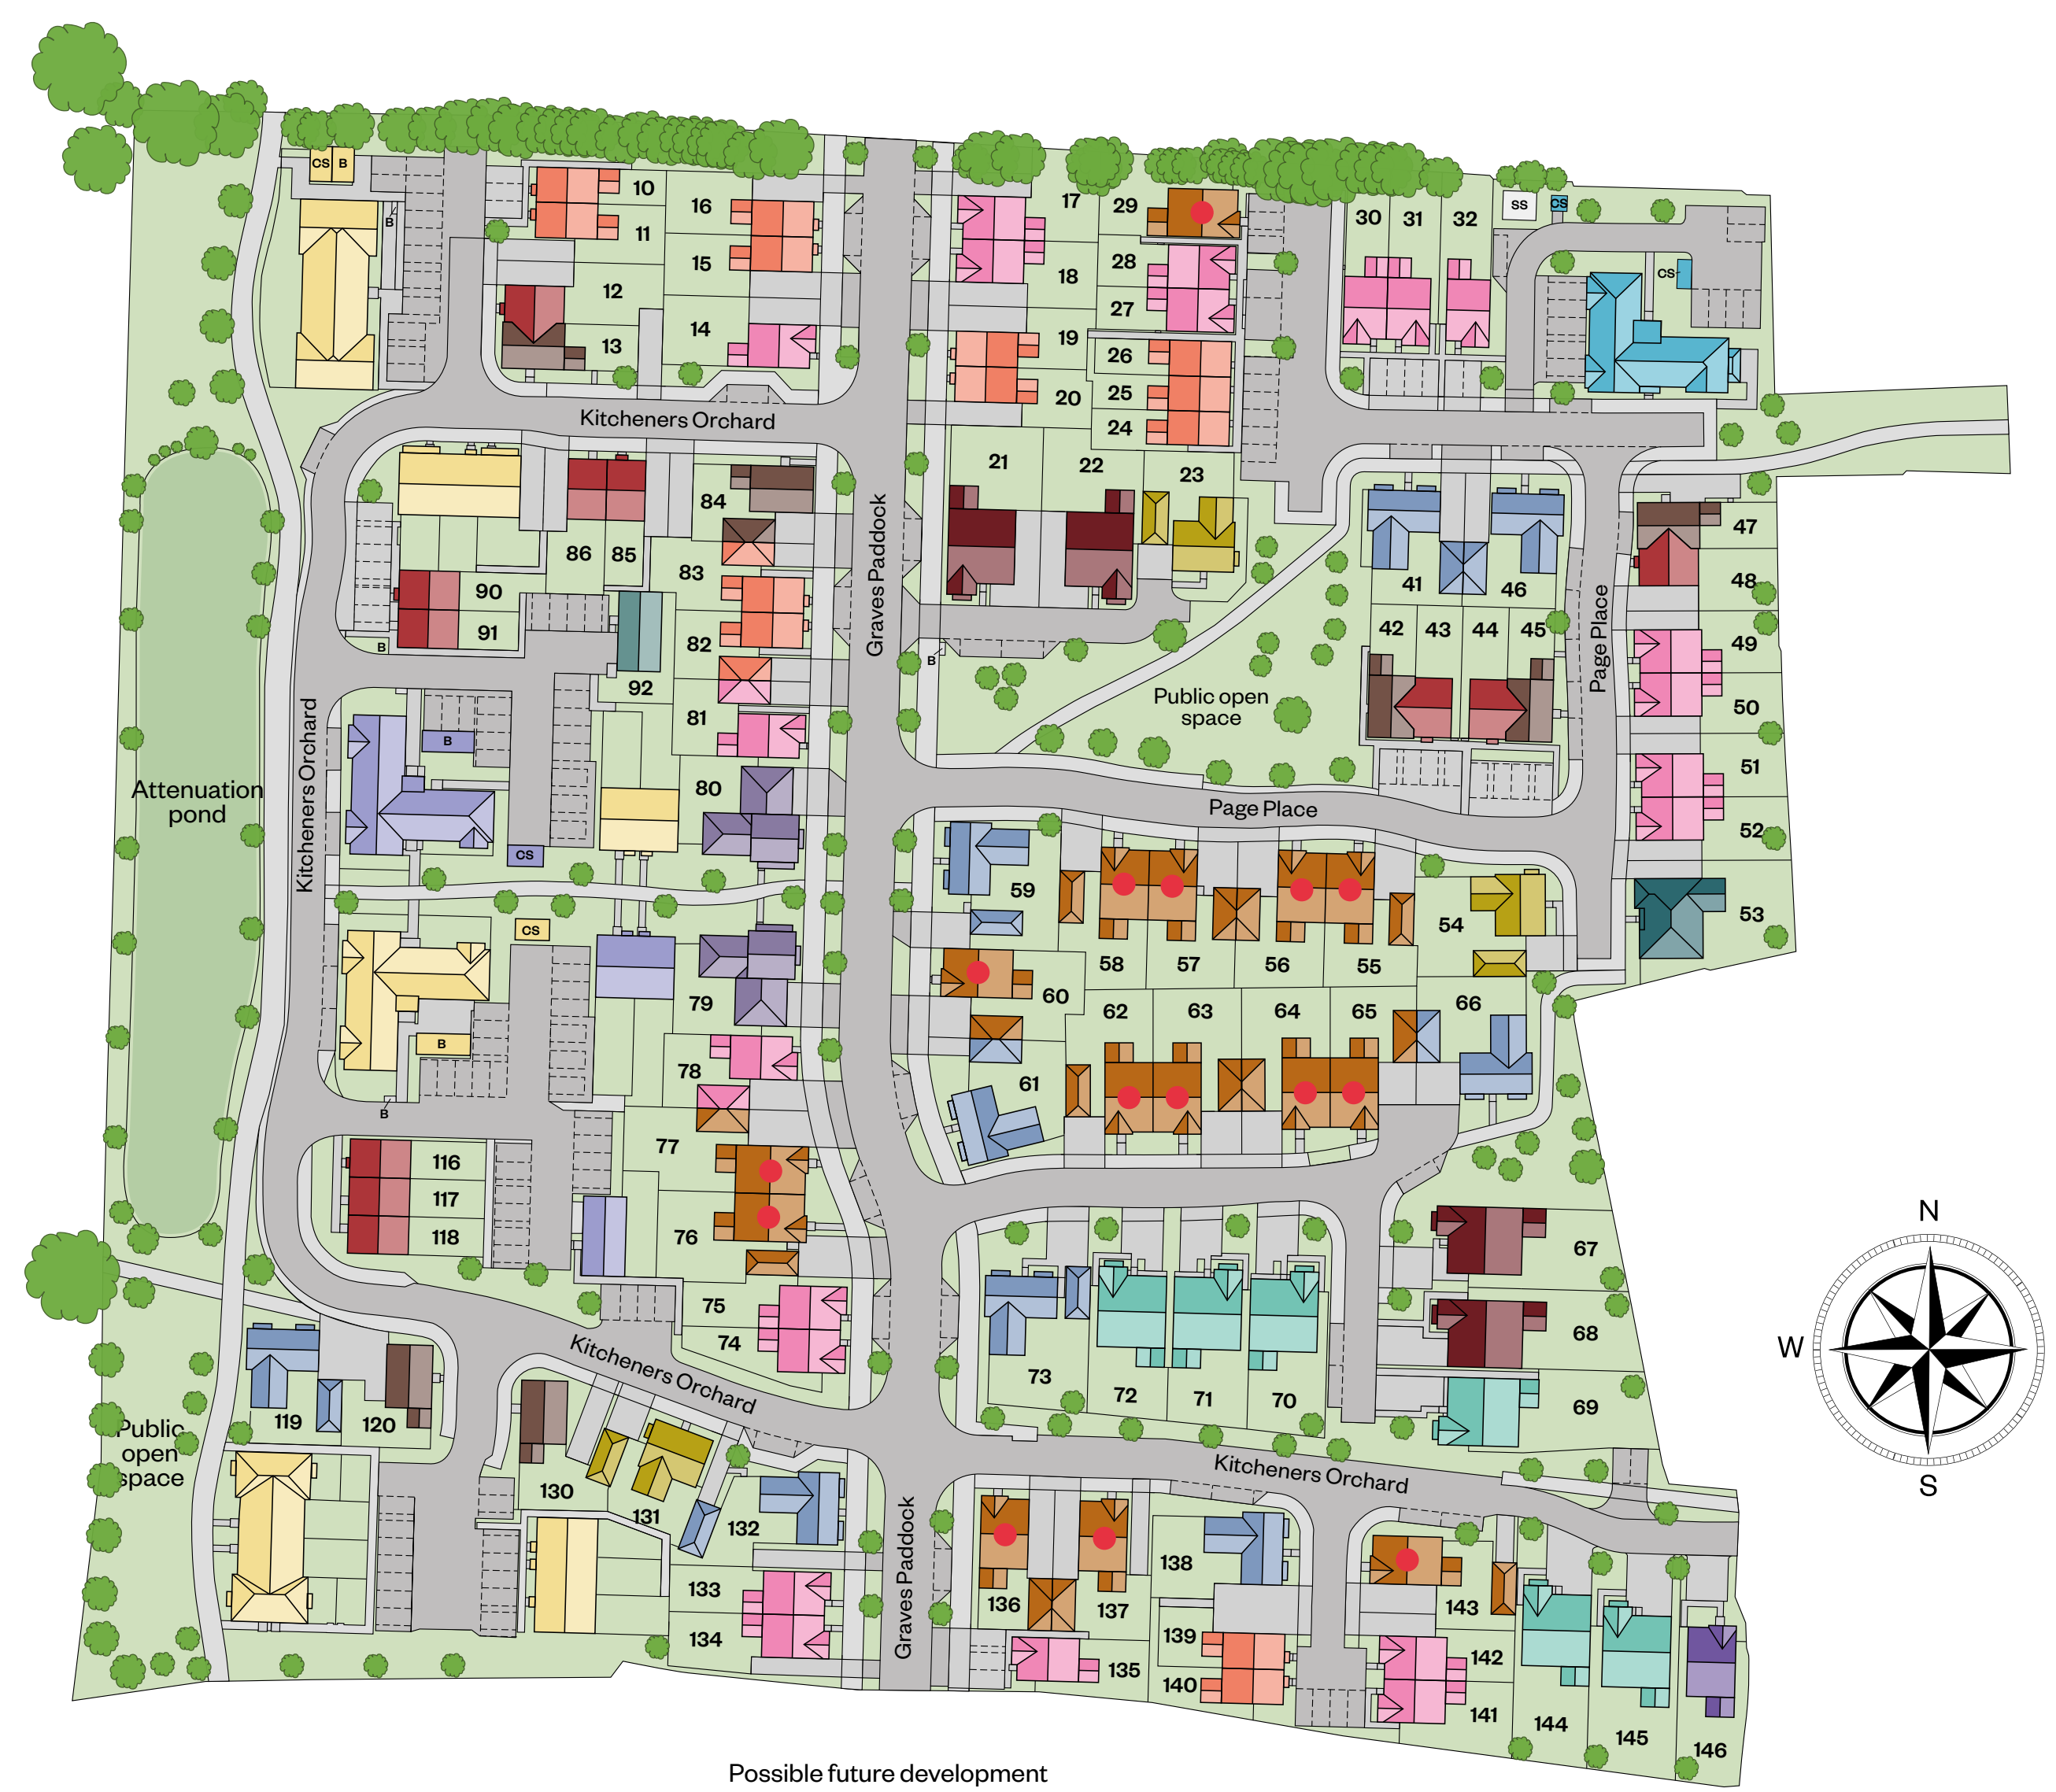 CS B
B
10
11
12
13
16
15
14
17
18
19
20
29
28
27
26
25
24
30 31 32
SS CS
CS
Kitcheners Orchard
21 22 23
84
86 85
83
90
91
B
92
82
81
80
Graves Paddock
B
Public open
space
41 46
42 43 44 45
Page Place
47
48
49
50
51
52
53
Kitcheners Orchard
Attenuation
pond
B
CS
Page Place
59
58 57 56 55
54
60
61
62 63 64 65
66
CS
B
B
79
78
77
76
75
74
116
117
118
Kitcheners Orchard
67
68
69
73 72 71 70
N
W
S
119 120
Public
open
space
130
131
132
133
134
Kitcheners Orchard
Graves Paddock
136 137
135
138
139
140
143
142
141
144 145 146
Possible future development